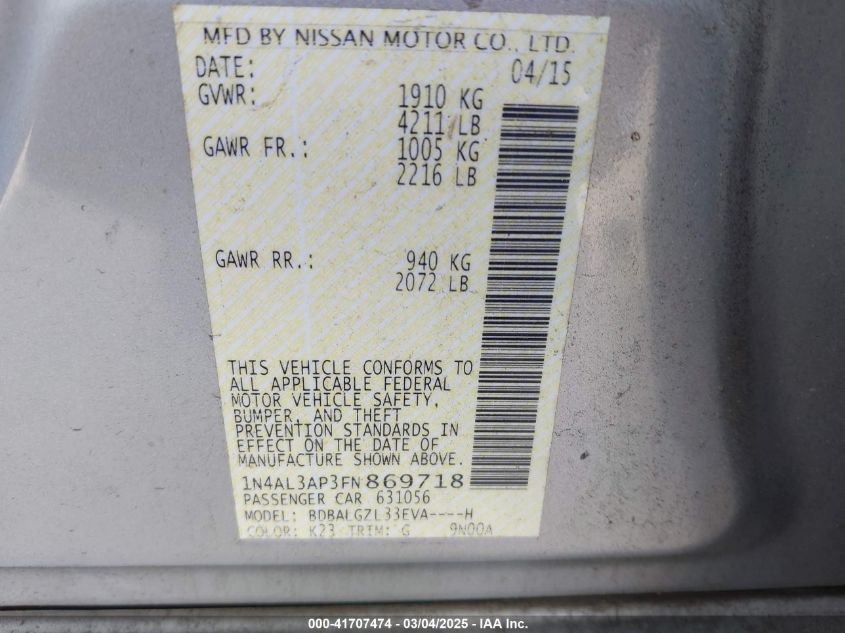 MFD BY NISSAN MOTOR CO., LTD.
DATE: 04/15
GVWR: 1910 KG
4211 LB
GAWR FR.: 1005 KG
2216 LB
GAWR RR.: 940 KG
2072 LB
THIS VEHICLE CONFORMS TO
ALL APPLICABLE FEDERAL
MOTOR VEHICLE SAFETY,
BUMPER, AND THEFT
PREVENTION STANDARDS IN
EFFECT ON THE DATE OF
MANUFACTURE SHOWN ABOVE.
1N4AL3AP3FN869718
PASSENGER CAR 631056
MODEL: BDBALGZL33EVA----H
COLOR: K23 TRIM: G 9N00A
000-41707474 - 03/04/2025 - IAA Inc.